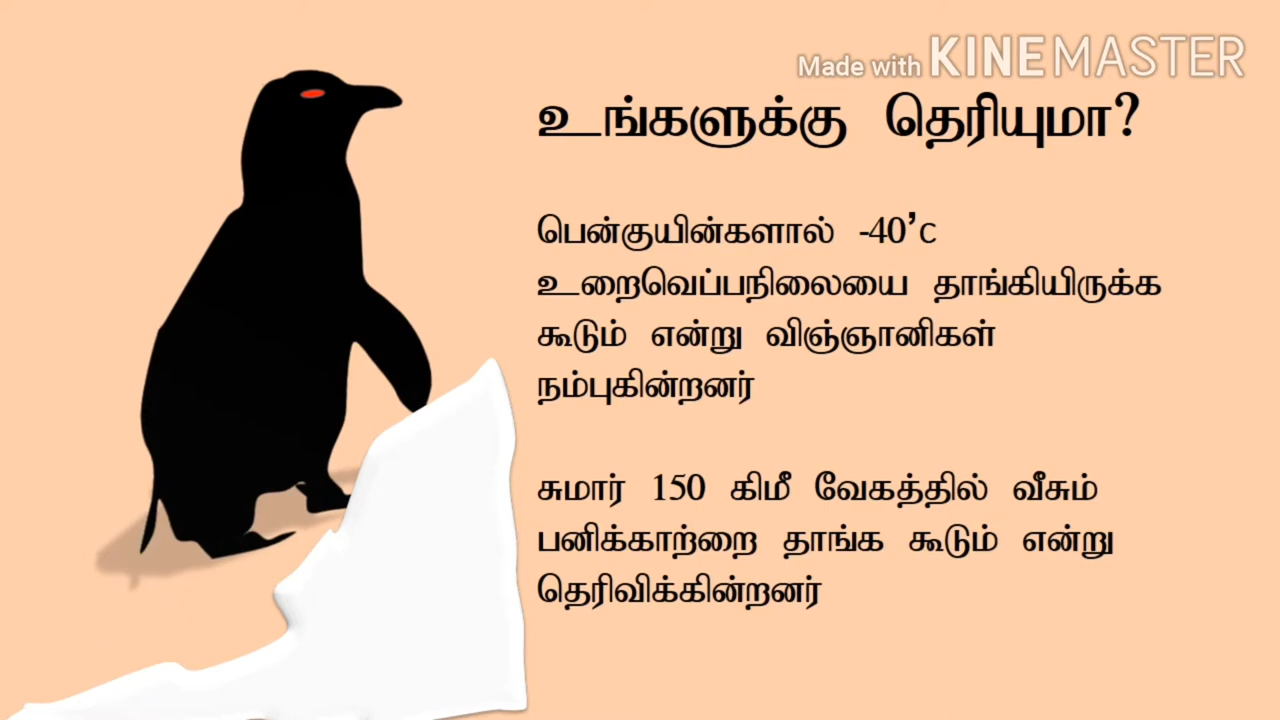 Made with KINEMASTER
உங்களுக்கு தெரியுமா?
பென்குயின்களால் -40’c
உறைவெப்பநிலையை தாங்கியிருக்க
கூடும் என்று விஞ்ஞானிகள்
நம்புகின்றனர்
சுமார் 150 கிமீ வேகத்தில் வீசும்
பனிக்காற்றை தாங்க கூடும் என்று
தெரிவிக்கின்றனர்